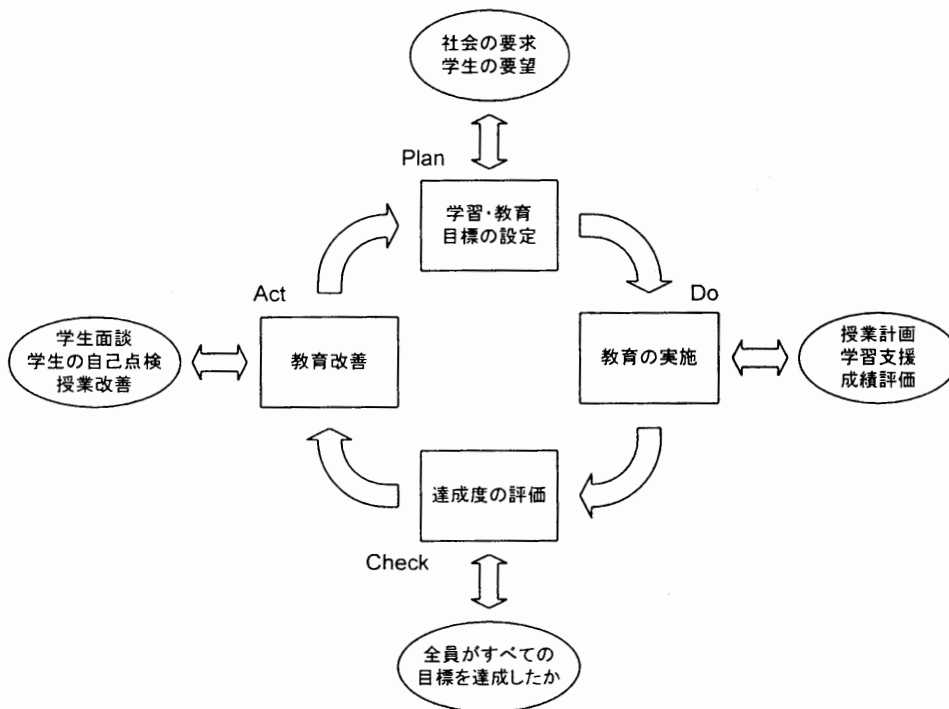 社会の要求
学生の要望
Plan
学習・教育
目標の設定
Act
Do
学生面談
学生の自己点検
授業改善
教育改善
教育の実施
授業計画
学習支援
成績評価
達成度の評価
Check
全員がすべての
目標を達成したか